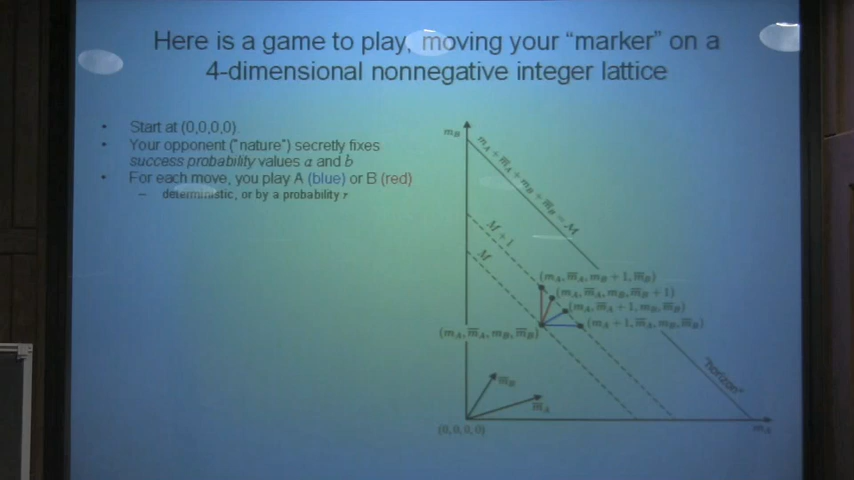 Here is a game to play, moving your “marker” on a
4-dimensional nonnegative integer lattice
• Start at (0,0,0,0).
• Your opponent (“nature”) secretly fixes
success probability values a and b
• For each move, you play A (blue) or B (red)
– deterministic, or by a probability r
m_B
m_A + m̅_A + m_B + m̅_B = M
M + 1
M
(m_A, m̅_A, m_B + 1, m̅_B)
(m_A, m̅_A, m_B, m̅_B + 1)
(m_A, m̅_A + 1, m_B, m̅_B)
(m_A + 1, m̅_A, m_B, m̅_B)
(m_A, m̅_A, m_B, m̅_B)
“horizon”
m̅_B
m̅_A
(0, 0, 0, 0)
m_A